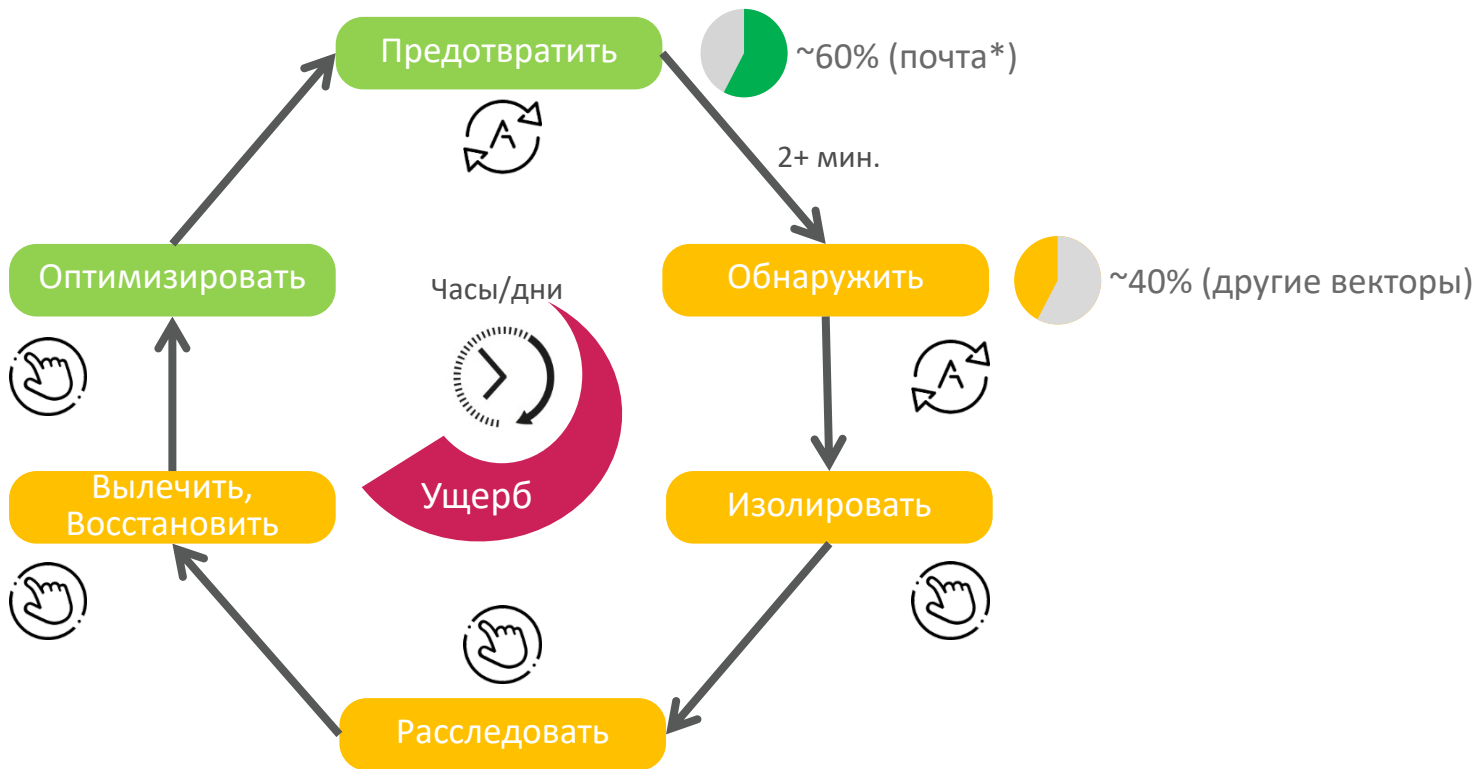 Предотвратить
~60% (почта*)
2+ мин.
Оптимизировать
Обнаружить
~40% (другие векторы)
Часы/дни
Ущерб
Вылечить,
Восстановить
Изолировать
Расследовать